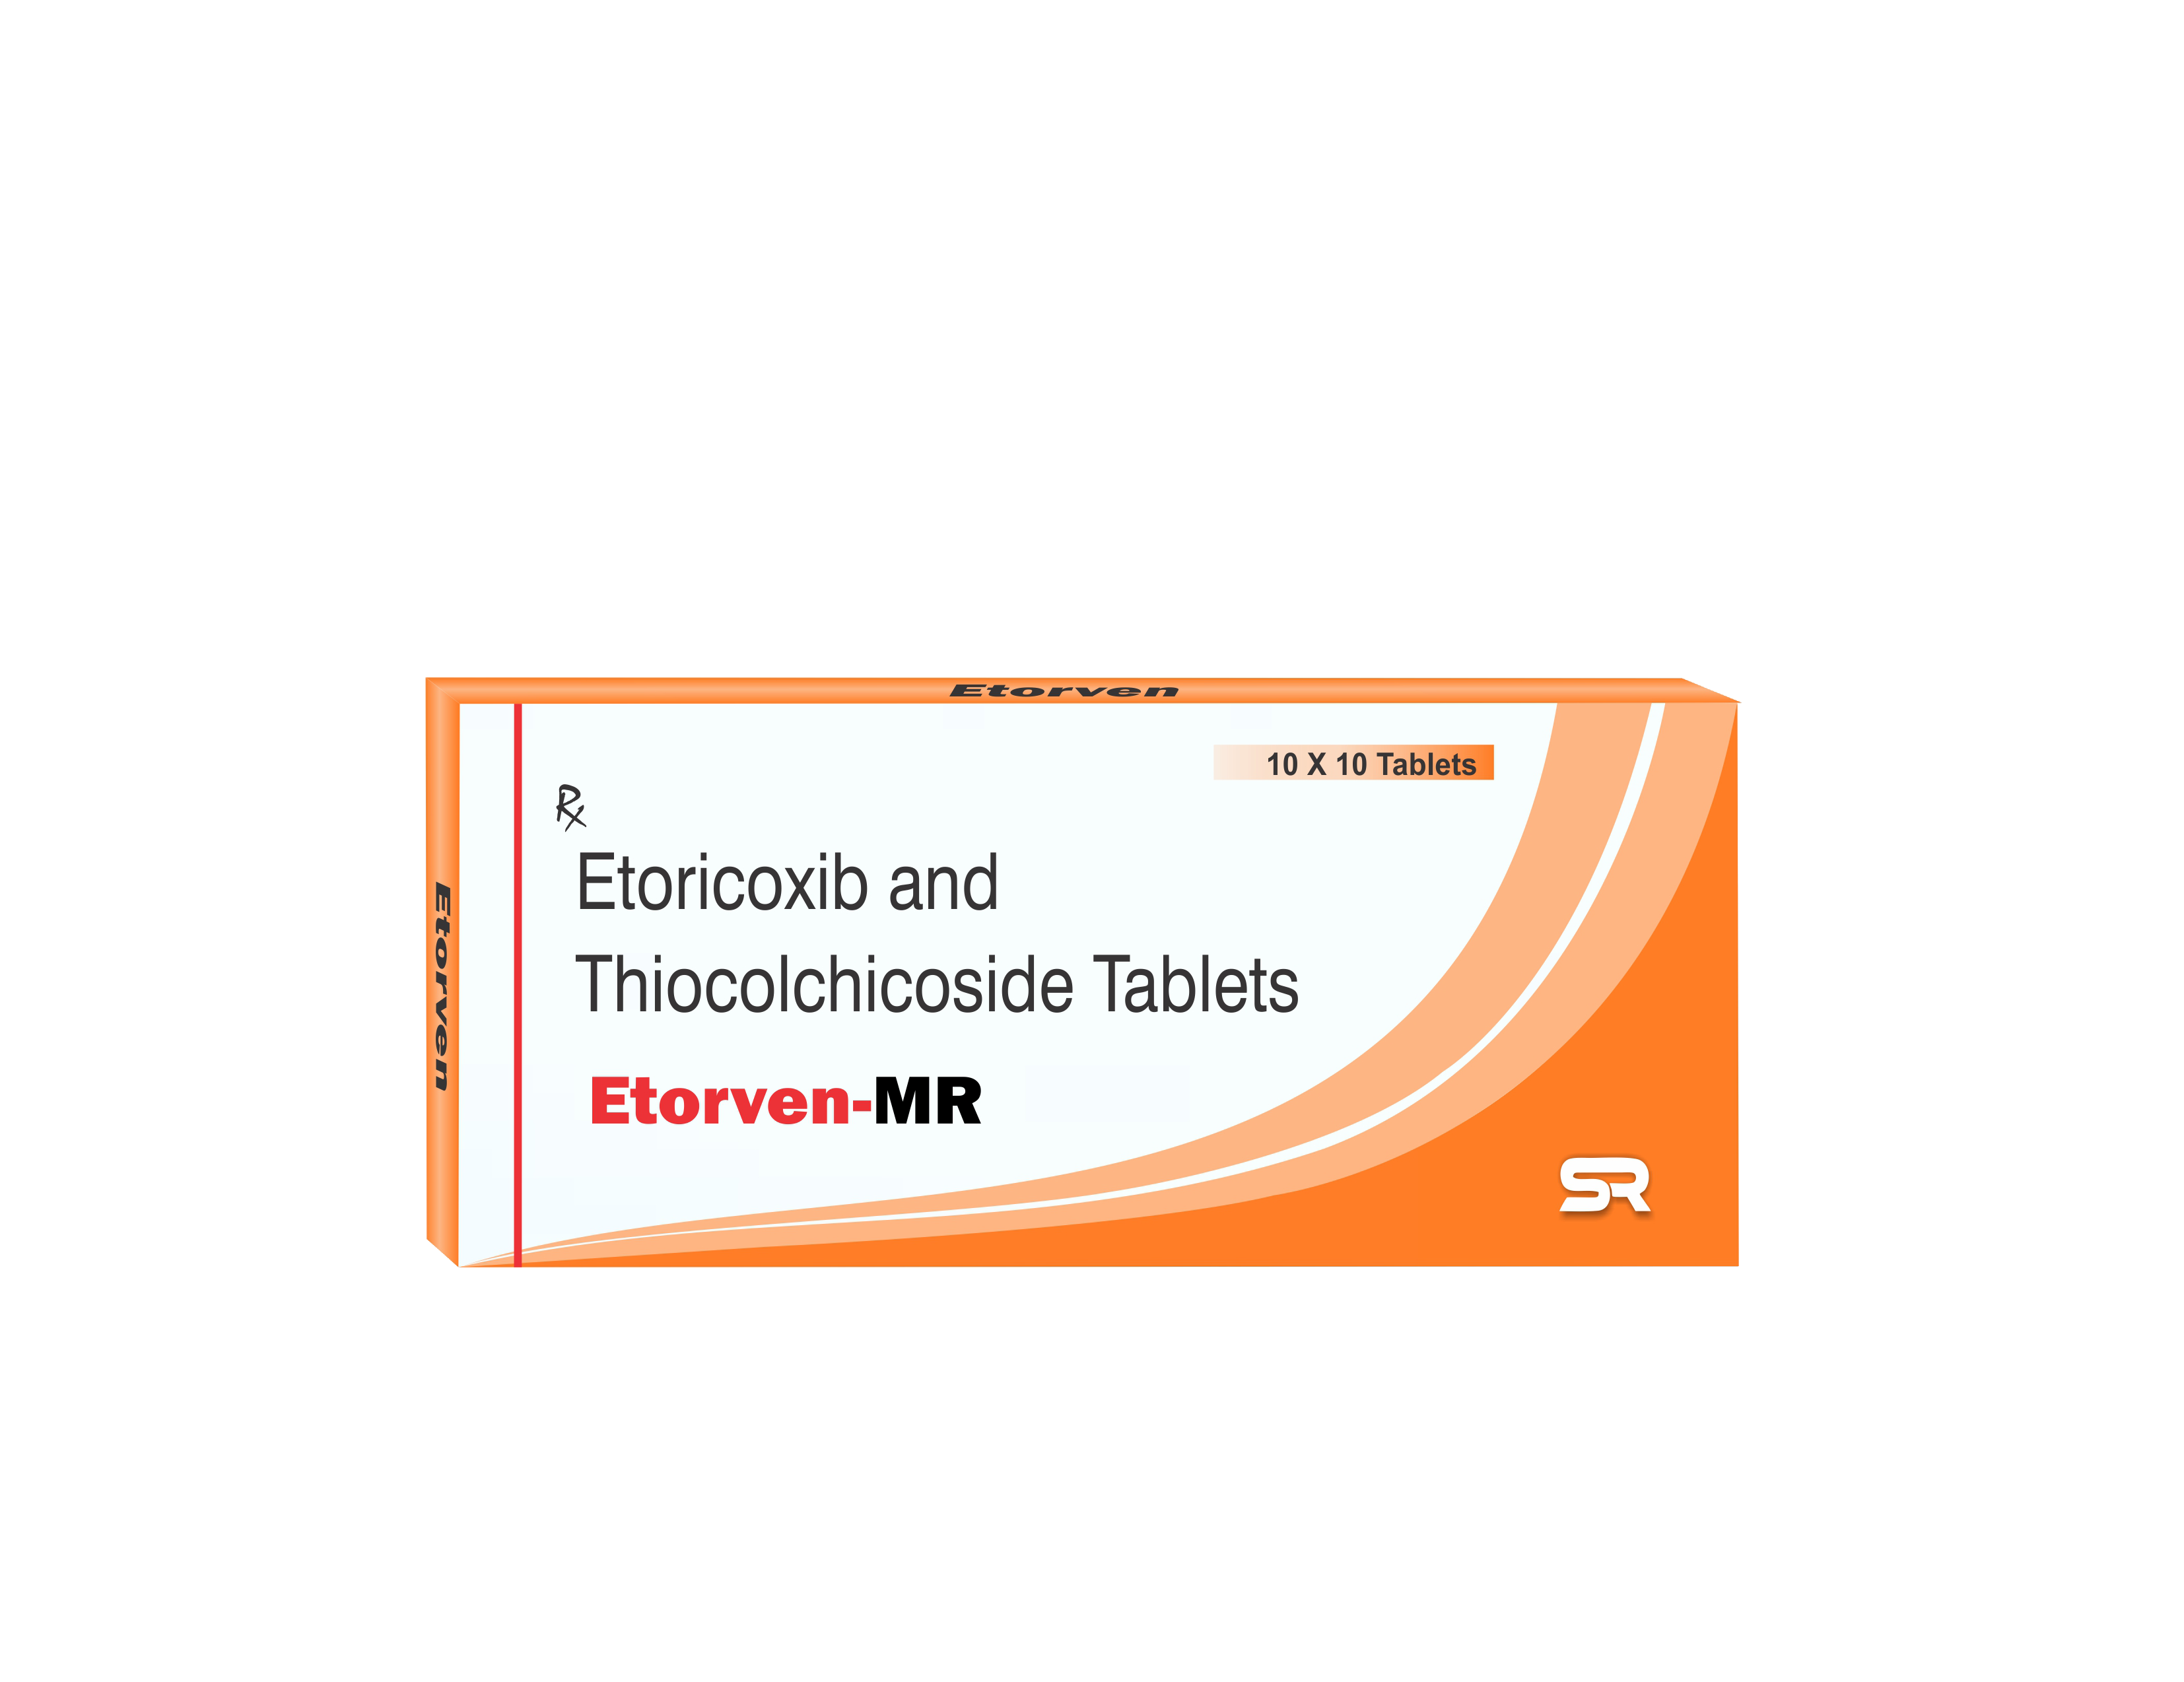 Etorven
10 X 10 Tablets
Rx
Etoricoxib and
Thiocolchicoside Tablets
Etorven-MR
Etorven
SR